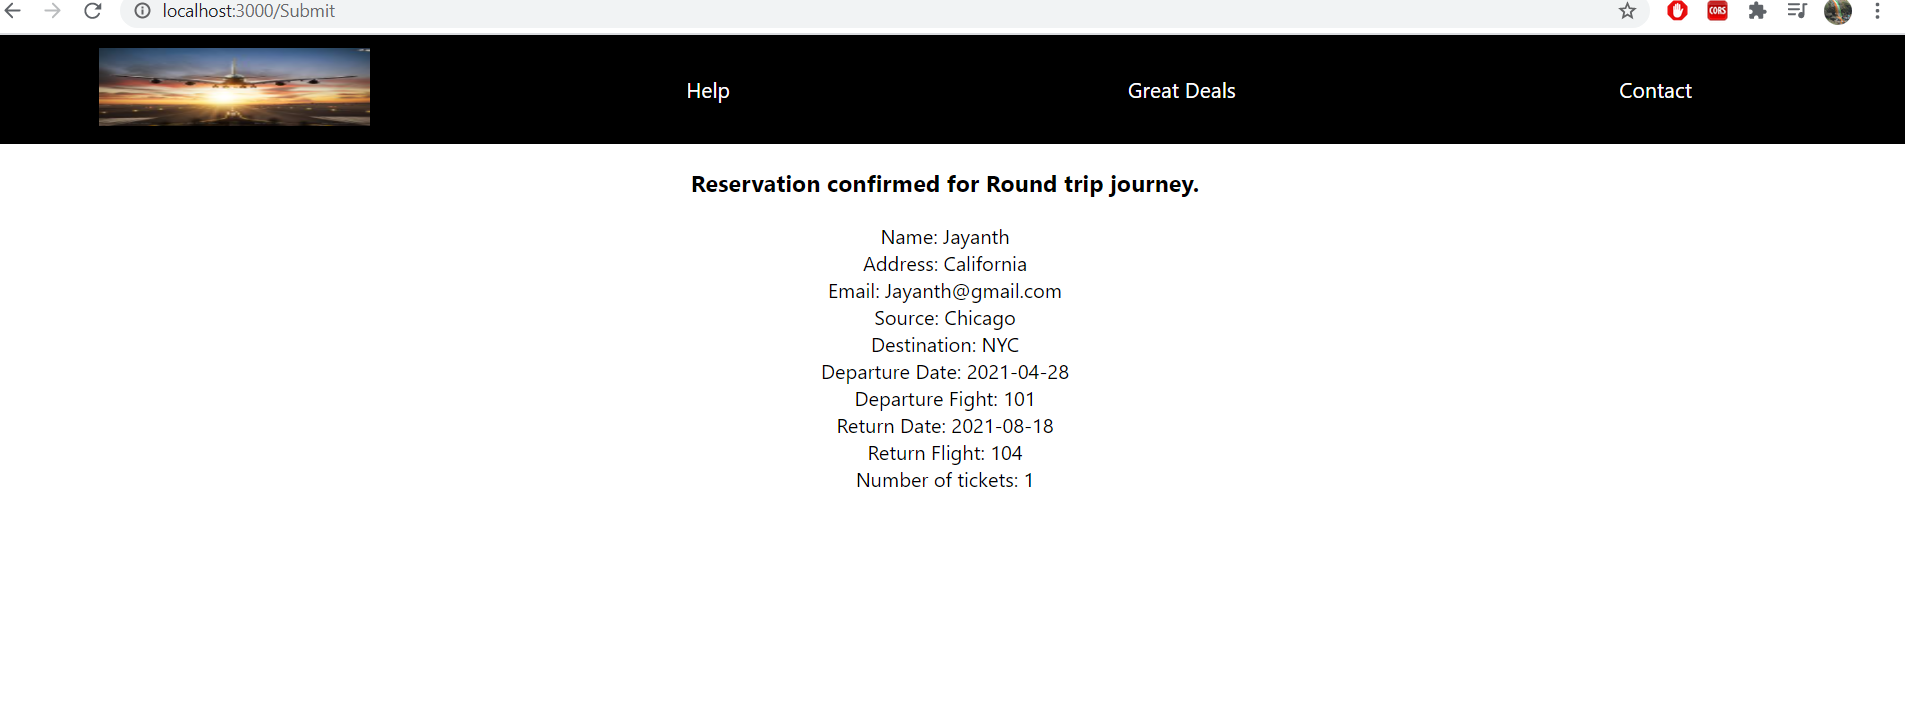 localhost:3000/Submit
CORS
Help
Great Deals
Contact
Reservation confirmed for Round trip journey.
Name: Jayanth
Address: California
Email: Jayanth@gmail.com
Source: Chicago
Destination: NYC
Departure Date: 2021-04-28
Departure Fight: 101
Return Date: 2021-08-18
Return Flight: 104
Number of tickets: 1